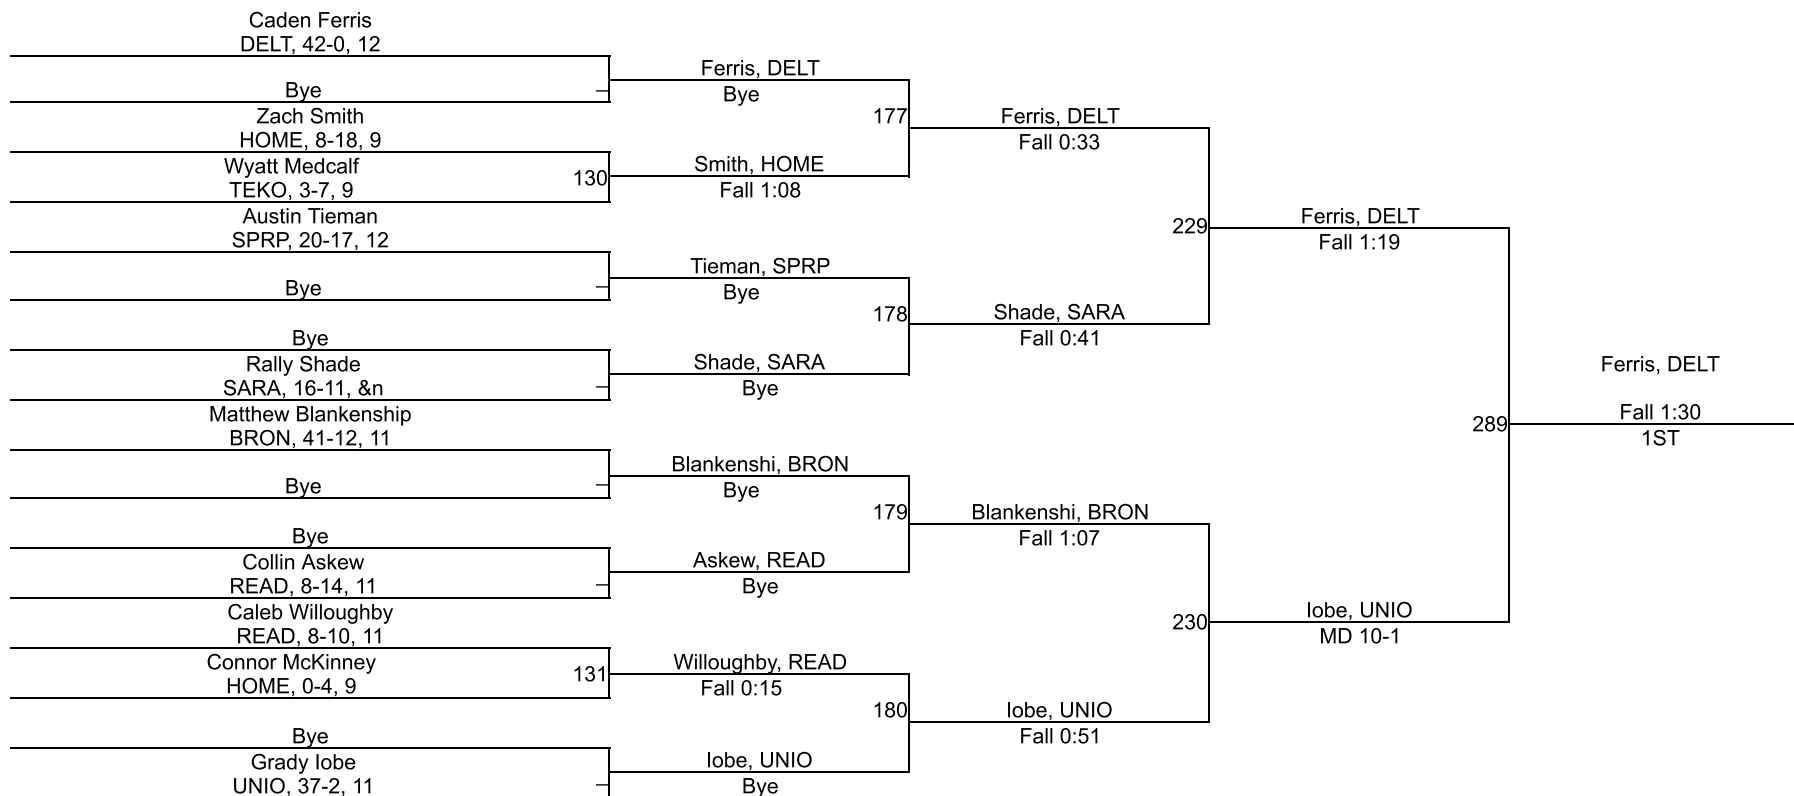 Caden Ferris
DELT, 42-0, 12
Bye
Zach Smith
HOME, 8-18, 9
Wyatt Medcalf
TEKO, 3-7, 9
Austin Tieman
SPRP, 20-17, 12
Bye
Bye
Rally Shade
SARA, 16-11, &n
Matthew Blankenship
BRON, 41-12, 11
Bye
Bye
Collin Askew
READ, 8-14, 11
Caleb Willoughby
READ, 8-10, 11
Connor McKinney
HOME, 0-4, 9
Bye
Grady Iobe
UNIO, 37-2, 11
130
131
Ferris, DELT
Bye
Smith, HOME
Fall 1:08
Tieman, SPRP
Bye
Shade, SARA
Bye
Blankenshi, BRON
Bye
Askew, READ
Bye
Willoughby, READ
Fall 0:15
Iobe, UNIO
Bye
177
178
179
180
Ferris, DELT
Fall 0:33
Shade, SARA
Fall 0:41
Blankenshi, BRON
Fall 1:07
Iobe, UNIO
Fall 0:51
229
230
Ferris, DELT
Fall 1:19
Iobe, UNIO
MD 10-1
289
Ferris, DELT
Fall 1:30
1ST